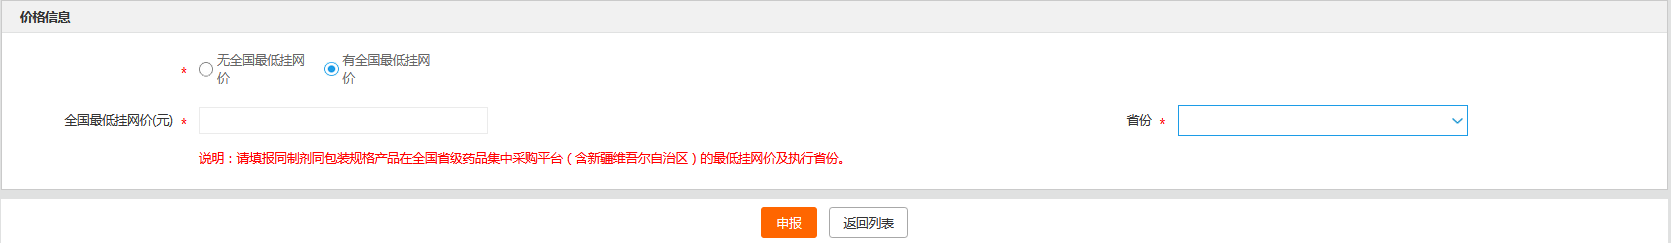 价格信息
* 无全国最低挂网价 有全国最低挂网价
全国最低挂网价(元) * 省份 *
说明：请填报同制剂同包装规格产品在全国省级药品集中采购平台（含新疆维吾尔自治区）的最低挂网价及执行省份。
申报 返回列表